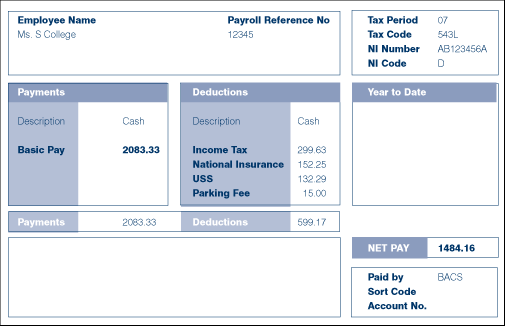 Employee Name Payroll Reference No
Ms. S College 12345
Tax Period 07
Tax Code 543L
NI Number AB123456A
NI Code D
Payments
Description Cash
Basic Pay 2083.33
Deductions
Description Cash
Income Tax 299.63
National Insurance 152.25
USS 132.29
Parking Fee 15.00
Year to Date
Payments 2083.33 Deductions 599.17
NET PAY 1484.16
Paid by BACS
Sort Code
Account No.